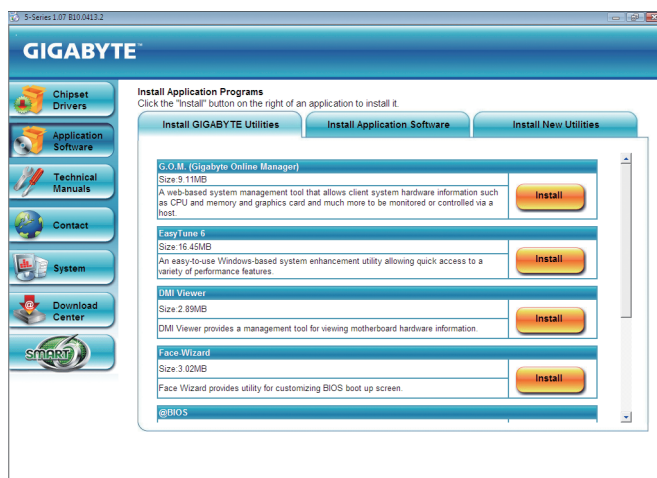 5-Series 1.07 B10.0413.2
GIGABYTE™
Chipset
Drivers
Application
Software
Technical
Manuals
Contact
System
Download
Center
SMART6
Install Application Programs
Click the "Install" button on the right of an application to install it.
Install GIGABYTE Utilities
Install Application Software
Install New Utilities
G.O.M. (Gigabyte Online Manager)
Size:9.11MB
A web-based system management tool that allows client system hardware information such
as CPU and memory and graphics card and much more to be monitored or controlled via a
host.
Install
EasyTune 6
Size:16.45MB
An easy-to-use Windows-based system enhancement utility allowing quick access to a
variety of performance features.
Install
DMI Viewer
Size:2.89MB
DMI Viewer provides a management tool for viewing motherboard hardware information.
Install
Face-Wizard
Size:3.02MB
Face Wizard provides utility for customizing BIOS boot up screen.
Install
@BIOS